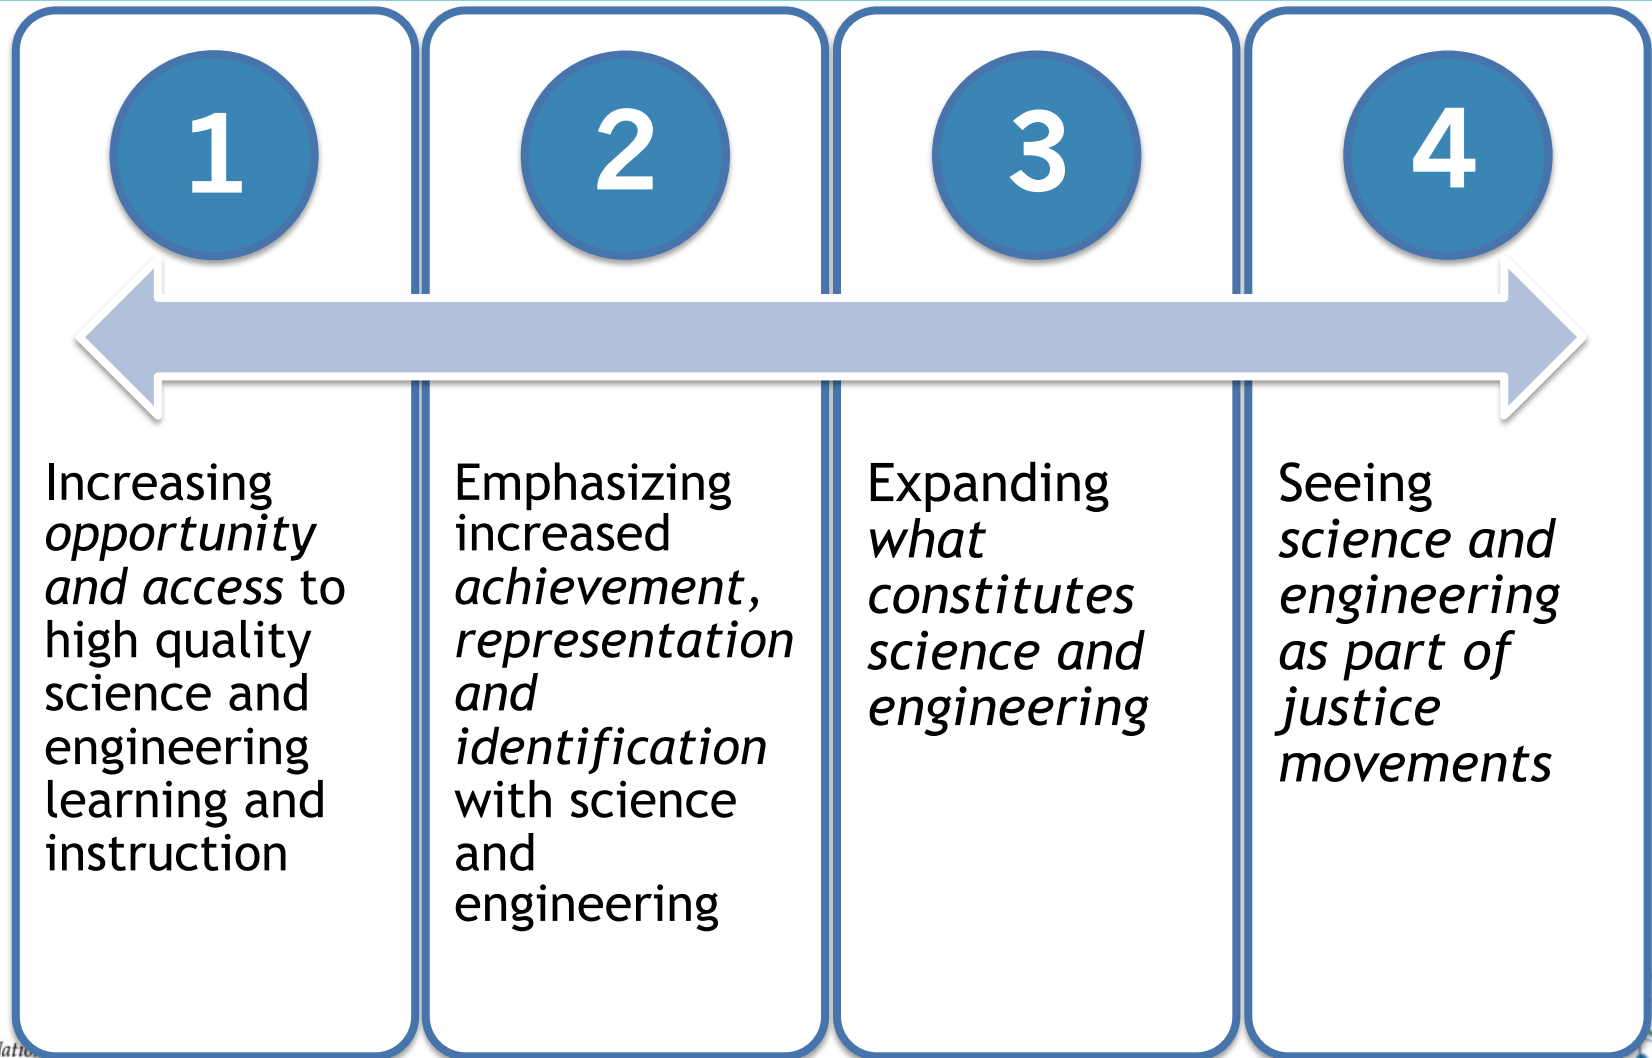 1
2
3
4
Increasing
opportunity
and access to
high quality
science and
engineering
learning and
instruction
Emphasizing
increased
achievement,
representation
and
identification
with science
and
engineering
Expanding
what
constitutes
science and
engineering
Seeing
science and
engineering
as part of
justice
movements